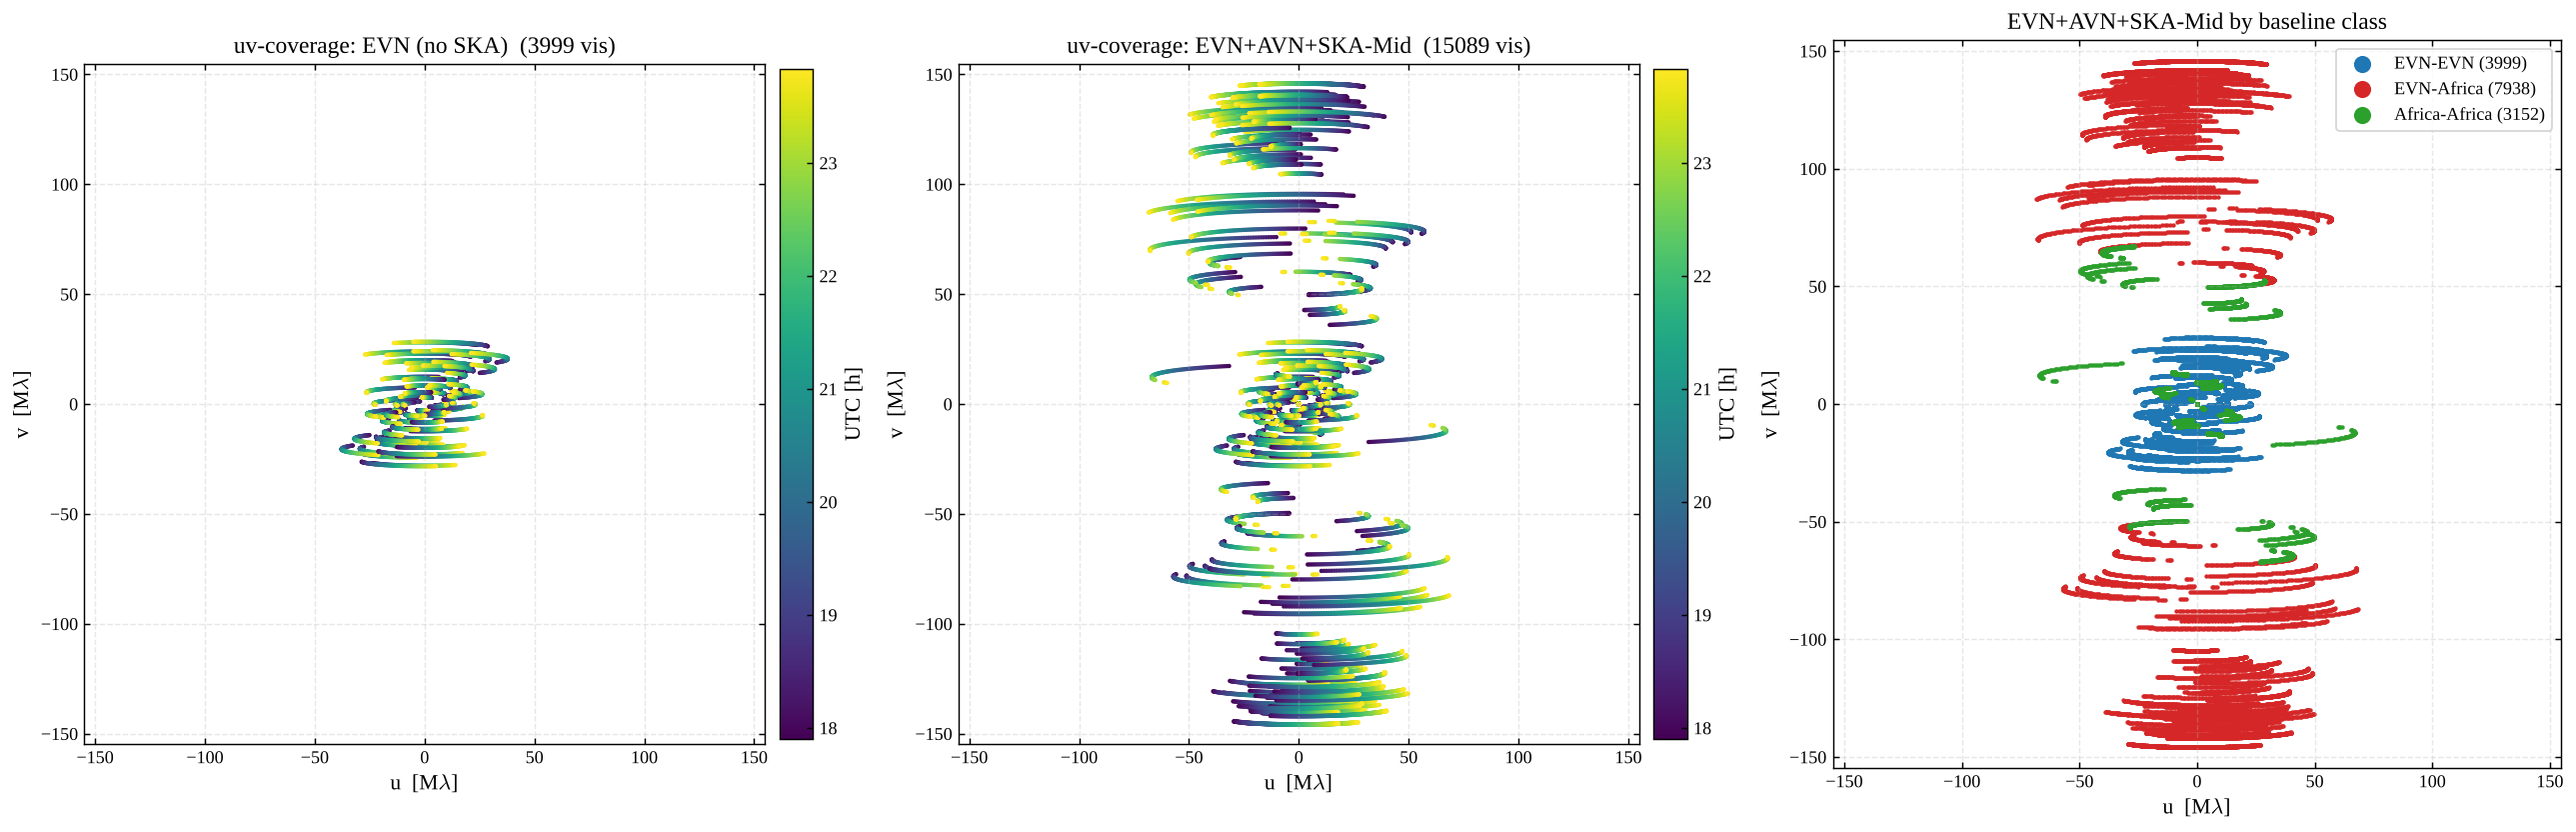 uv-coverage: EVN (no SKA) (3999 vis)
150
100
50
0
−50
−100
−150
−150 −100 −50 0 50 100 150
u [Mλ]
v [Mλ]
23
22
21
20
19
18
UTC [h]
uv-coverage: EVN+AVN+SKA-Mid (15089 vis)
150
100
50
0
−50
−100
−150
−150 −100 −50 0 50 100 150
u [Mλ]
v [Mλ]
23
22
21
20
19
18
UTC [h]
EVN+AVN+SKA-Mid by baseline class
EVN-EVN (3999)
EVN-Africa (7938)
Africa-Africa (3152)
150
100
50
0
−50
−100
−150
−150 −100 −50 0 50 100 150
u [Mλ]
v [Mλ]